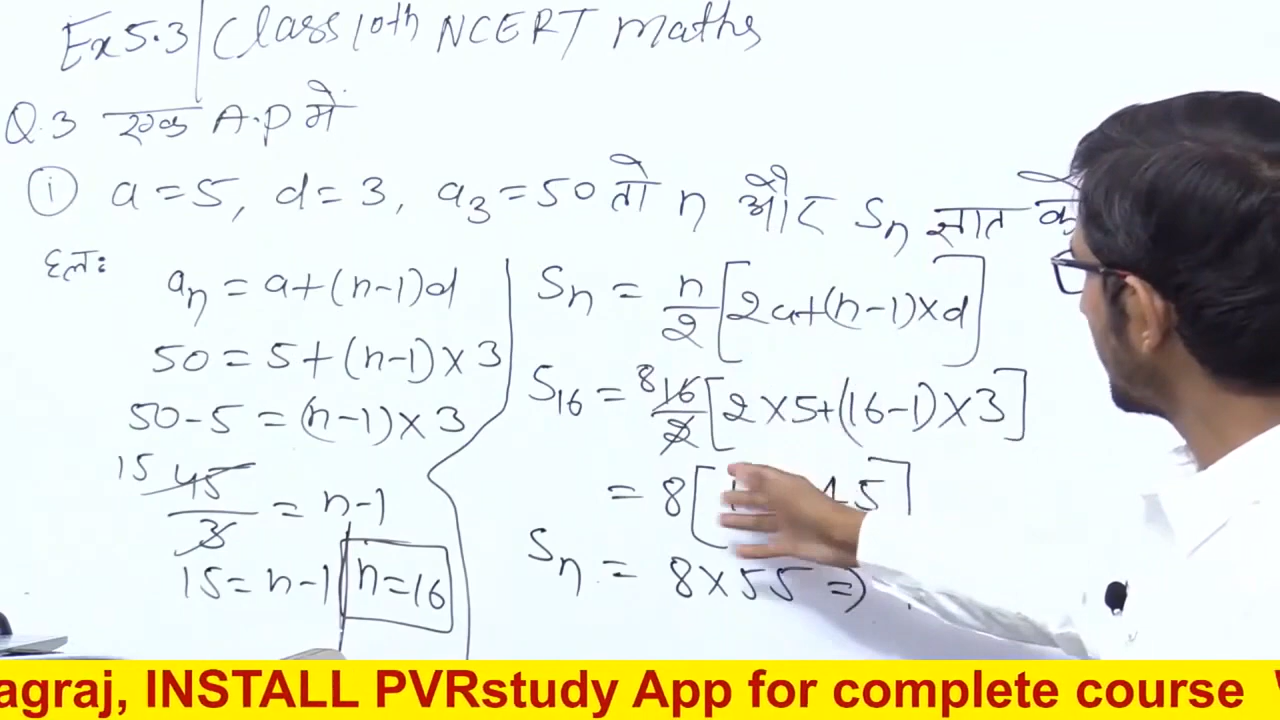 Ex 5.3 | Class 10th NCERT maths
Q.3 एक A.P में
(i) a = 5, d = 3, a3 = 50 तो n और Sn ज्ञात
हलः
an = a+(n-1)d
50 = 5+(n-1)×3
50-5 = (n-1)×3
15 45/3 = n-1
15 = n-1 n=16
Sn = n/2 [2a+(n-1)×d]
S16 = 8 16/2 [2×5+(16-1)×3]
= 8[ 45]
Sn = 8×55 =>
agraj, INSTALL PVRstudy App for complete course